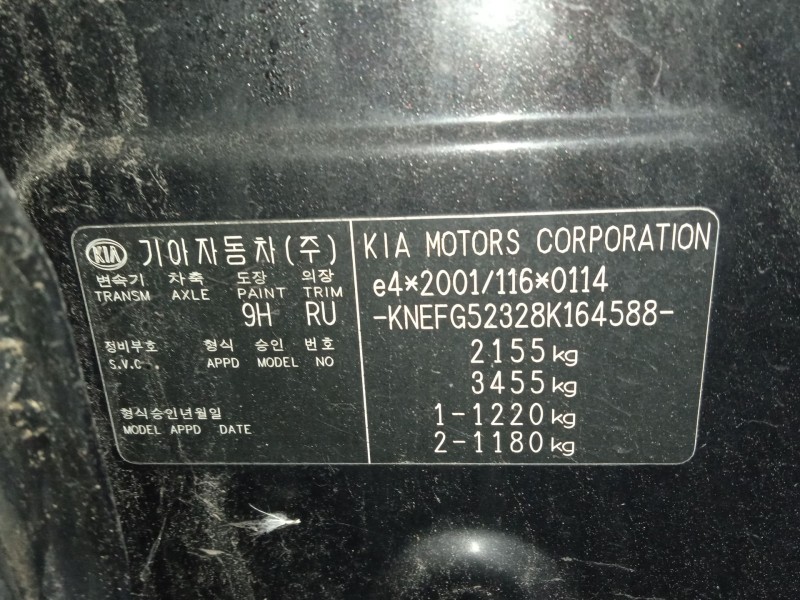 KIA 기아자동차(주)
변속기 차축 도장 의장
TRANSM AXLE PAINT TRIM
9H RU
정비부호 형식 승인 번호
S.V.C . APPD MODEL NO
형식승인년월일
MODEL APPD DATE
KIA MOTORS CORPORATION
e4*2001/116*0114
-KNEFG52328K164588-
2155kg
3455kg
1-1220kg
2-1180kg